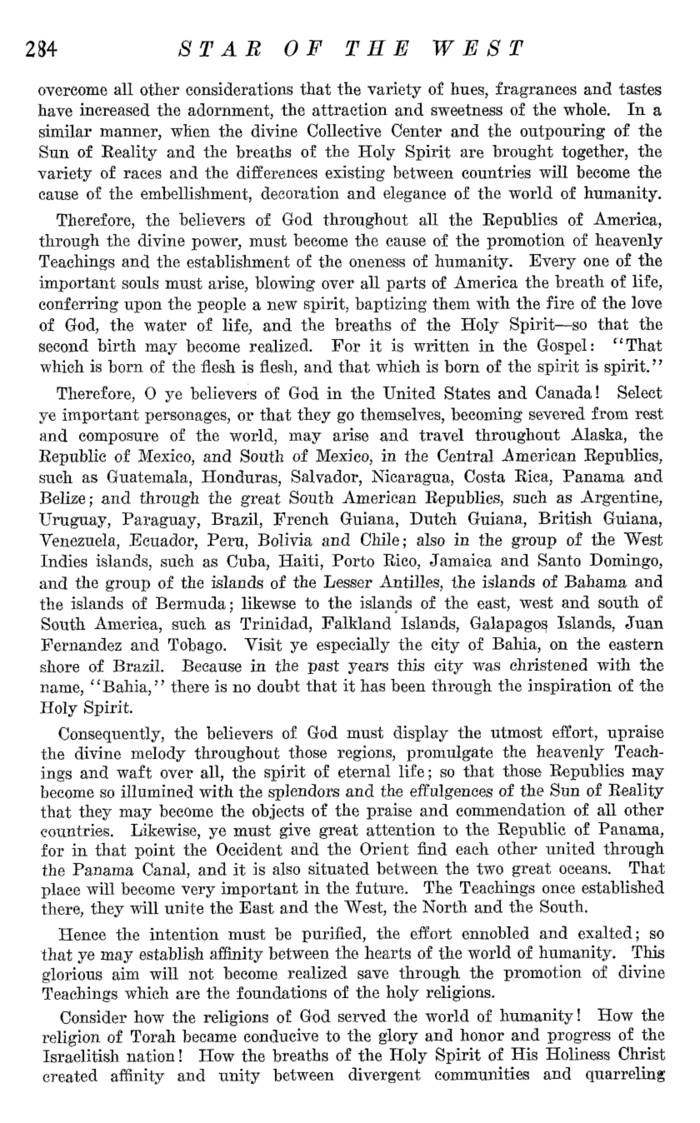 284 STAR OF THE WEST
overcome all other considerations that the variety of hues, fragrances and tastes
have increased the adornment, the attraction and sweetness of the whole. In a
similar manner, when the divine Collective Center and the outpouring of the
Sun of Reality and the breaths of the Holy Spirit are brought together, the
variety of races and the differences existing between countries will become the
cause of the embellishment, decoration and elegance of the world of humanity.
Therefore, the believers of God throughout all the Republics of America,
through the divine power, must become the cause of the promotion of heavenly
Teachings and the establishment of the oneness of humanity. Every one of the
important souls must arise, blowing over all parts of America the breath of life,
conferring upon the people a new spirit, baptizing them with the fire of the love
of God, the water of life, and the breaths of the Holy Spirit—so that the
second birth may become realized. For it is written in the Gospel: "That
which is born of the flesh is flesh, and that which is born of the spirit is spirit."
Therefore, O ye believers of God in the United States and Canada! Select
ye important personages, or that they go themselves, becoming severed from rest
and composure of the world, may arise and travel throughout Alaska, the
Republic of Mexico, and South of Mexico, in the Central American Republics,
such as Guatemala, Honduras, Salvador, Nicaragua, Costa Rica, Panama and
Belize; and through the great South American Republics, such as Argentine,
Uruguay, Paraguay, Brazil, French Guiana, Dutch Guiana, British Guiana,
Venezuela, Ecuador, Peru, Bolivia and Chile; also in the group of the West
Indies islands, such as Cuba, Haiti, Porto Rico, Jamaica and Santo Domingo,
and the group of the islands of the Lesser Antilles, the islands of Bahama and
the islands of Bermuda; likewse to the islands of the east, west and south of
South America, such as Trinidad, Falkland Islands, Galapagos Islands, Juan
Fernandez and Tobago. Visit ye especially the city of Bahia, on the eastern
shore of Brazil. Because in the past years this city was christened with the
name, "Bahia," there is no doubt that it has been through the inspiration of the
Holy Spirit.
Consequently, the believers of God must display the utmost effort, upraise
the divine melody throughout those regions, promulgate the heavenly Teach-
ings and waft over all, the spirit of eternal life; so that those Republics may
become so illumined with the splendors and the effulgences of the Sun of Reality
that they may become the objects of the praise and commendation of all other
countries. Likewise, ye must give great attention to the Republic of Panama,
for in that point the Occident and the Orient find each other united through
the Panama Canal, and it is also situated between the two great oceans. That
place will become very important in the future. The Teachings once established
there, they will unite the East and the West, the North and the South.
Hence the intention must be purified, the effort ennobled and exalted; so
that ye may establish affinity between the hearts of the world of humanity. This
glorious aim will not become realized save through the promotion of divine
Teachings which are the foundations of the holy religions.
Consider how the religions of God served the world of humanity! How the
religion of Torah became conducive to the glory and honor and progress of the
Israelitish nation! How the breaths of the Holy Spirit of His Holiness Christ
created affinity and unity between divergent communities and quarreling